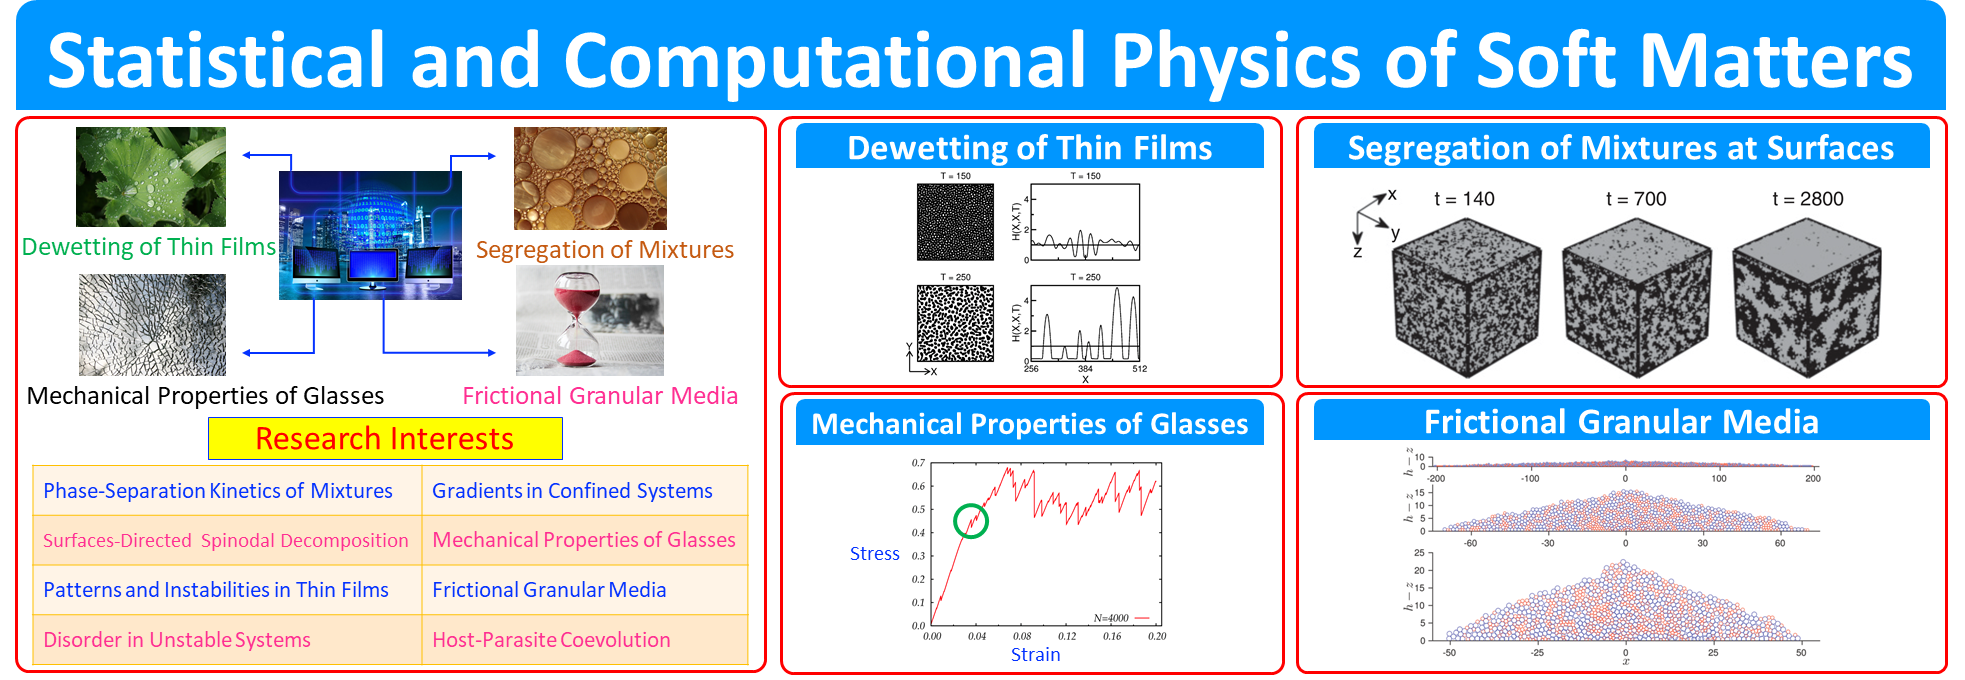 Statistical and Computational Physics of Soft Matters
Dewetting of Thin Films
Segregation of Mixtures
Mechanical Properties of Glasses
Frictional Granular Media
Research Interests
Phase-Separation Kinetics of Mixtures
Gradients in Confined Systems
Surfaces-Directed Spinodal Decomposition
Mechanical Properties of Glasses
Patterns and Instabilities in Thin Films
Frictional Granular Media
Disorder in Unstable Systems
Host-Parasite Coevolution
Dewetting of Thin Films
T = 150
T = 150
H(X,X,T)
4
2
0
T = 250
T = 250
H(X,X,T)
4
2
0
256 384 512
X
Y
X
Segregation of Mixtures at Surfaces
x
y
z
t = 140
t = 700
t = 2800
Mechanical Properties of Glasses
0.7
0.6
0.5
0.4
0.3
0.2
0.1
0.0
Stress
N=4000
0.00 0.04 0.08 0.12 0.16 0.20
Strain
Frictional Granular Media
h − z
10
0
-200 -100 0 100 200
h − z
15
10
5
0
-60 -30 0 30 60
h − z
25
20
15
10
5
0
-50 -25 0 25 50
x